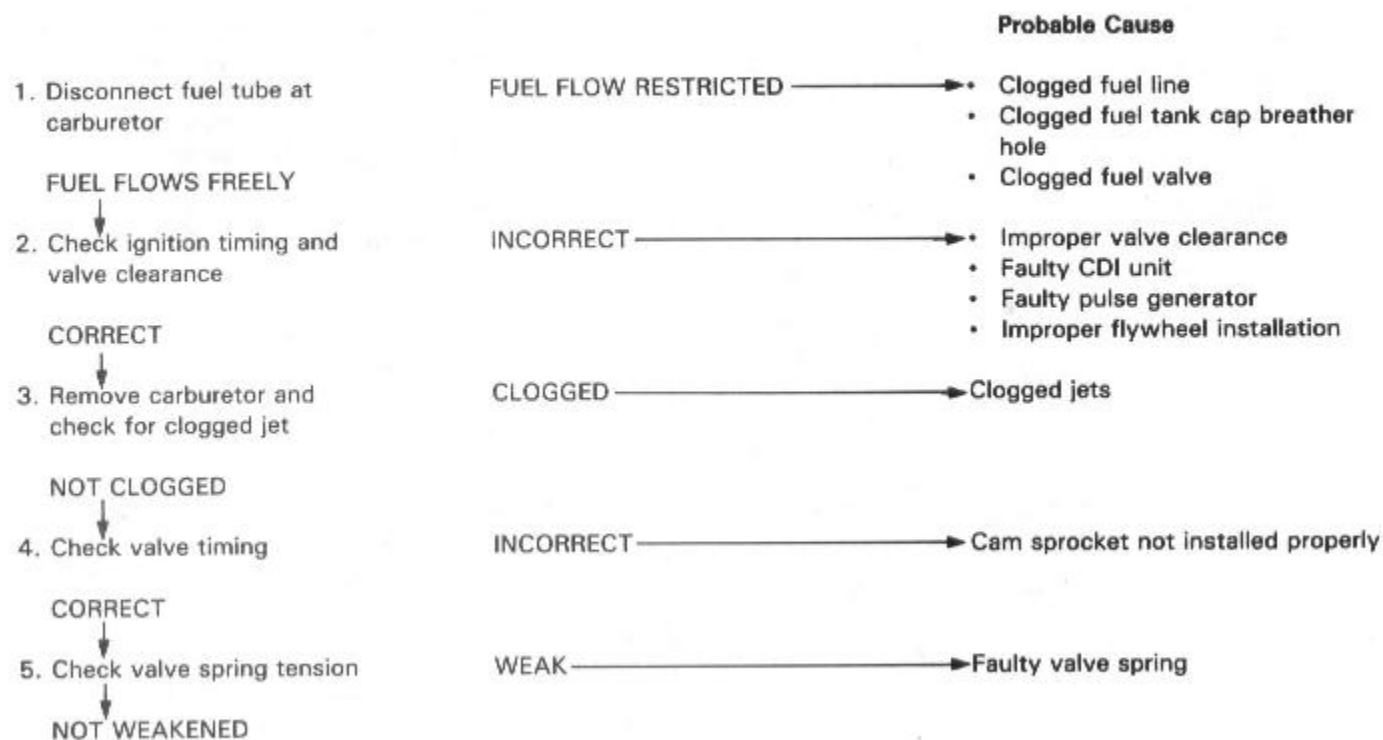 Probable Cause
1. Disconnect fuel tube at
carburetor
FUEL FLOW RESTRICTED
• Clogged fuel line
• Clogged fuel tank cap breather
hole
• Clogged fuel valve
FUEL FLOWS FREELY
2. Check ignition timing and
valve clearance
INCORRECT
• Improper valve clearance
• Faulty CDI unit
• Faulty pulse generator
• Improper flywheel installation
CORRECT
3. Remove carburetor and
check for clogged jet
CLOGGED
Clogged jets
NOT CLOGGED
4. Check valve timing
INCORRECT
Cam sprocket not installed properly
CORRECT
5. Check valve spring tension
WEAK
Faulty valve spring
NOT WEAKENED